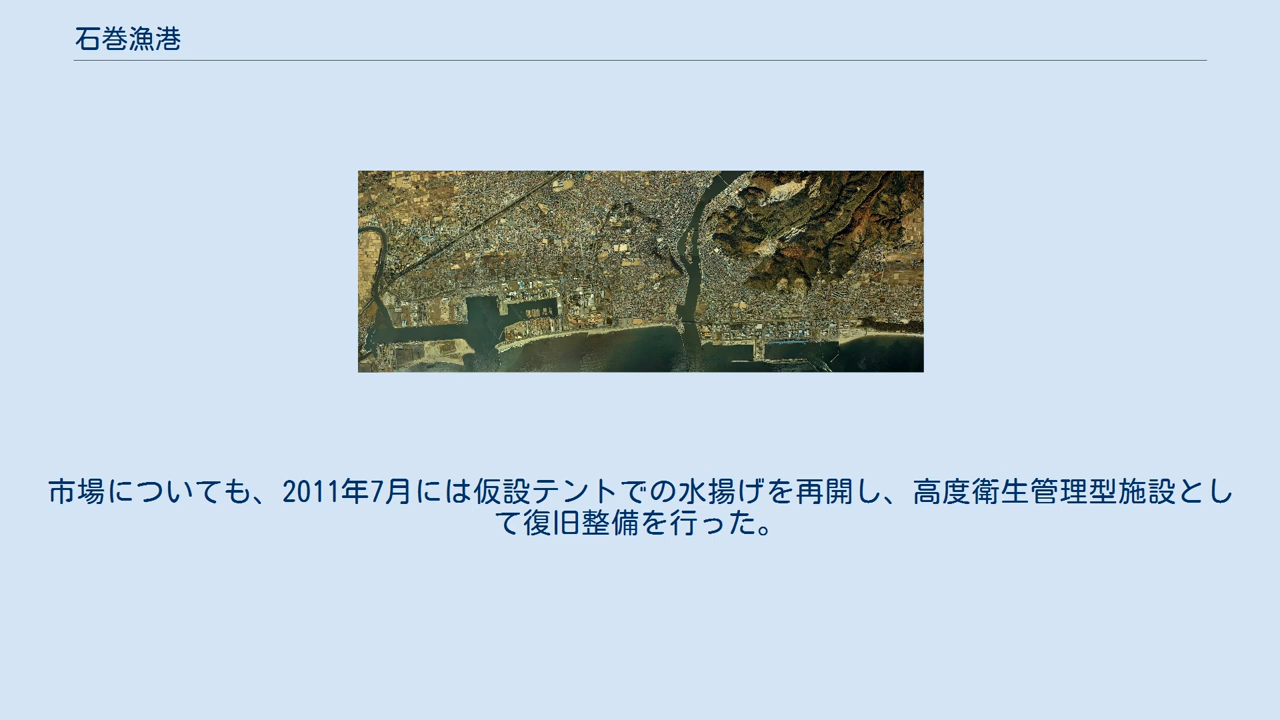 石巻漁港
市場についても、2011年7月には仮設テントでの水揚げを再開し、高度衛生管理型施設とし
て復旧整備を行った。